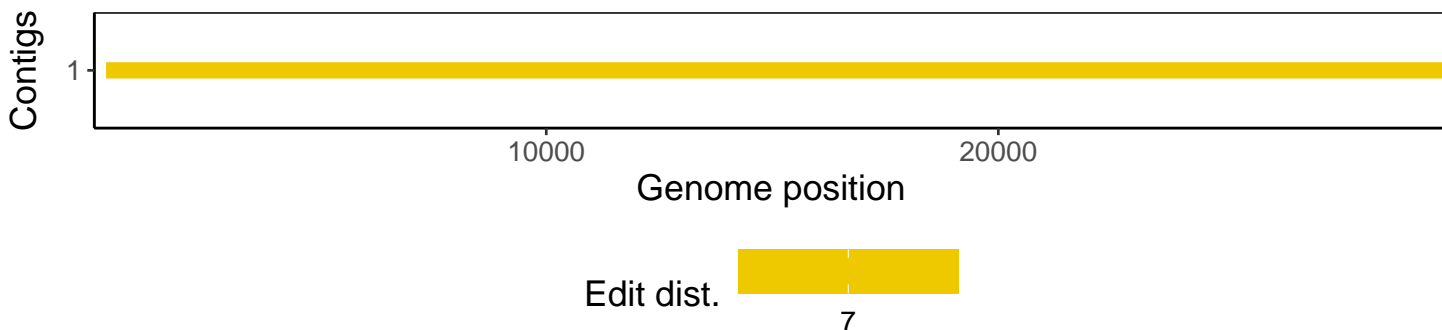 Contigs
1
10000 20000
Genome position
Edit dist.
7